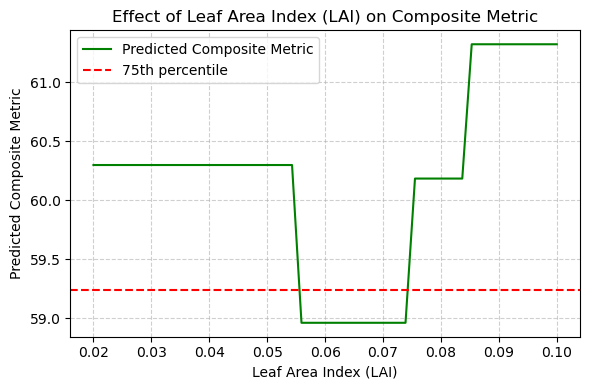 Effect of Leaf Area Index (LAI) on Composite Metric
Predicted Composite Metric
75th percentile
Predicted Composite Metric
61.0
60.5
60.0
59.5
59.0
0.02 0.03 0.04 0.05 0.06 0.07 0.08 0.09 0.10
Leaf Area Index (LAI)